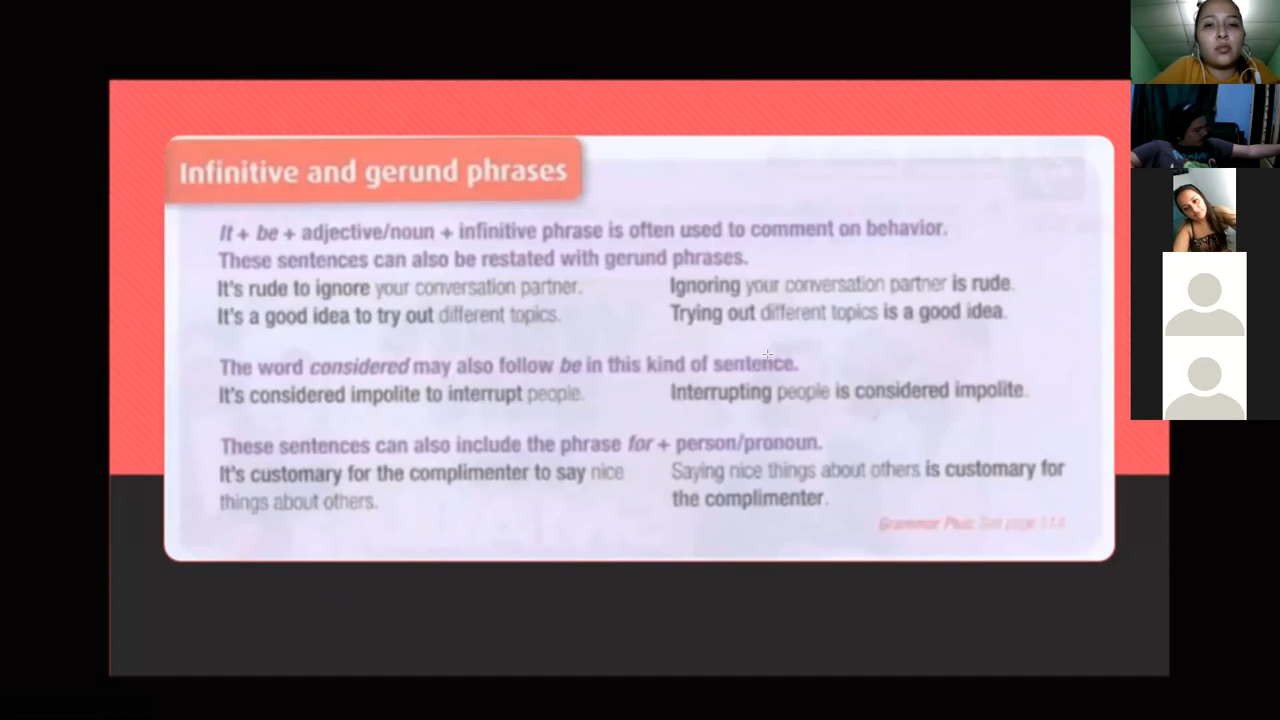 Infinitive and gerund phrases
It + be + adjective/noun + infinitive phrase is often used to comment on behavior.
These sentences can also be restated with gerund phrases.
It's rude to ignore your conversation partner. Ignoring your conversation partner is rude.
It's a good idea to try out different topics. Trying out different topics is a good idea.
The word considered may also follow be in this kind of sentence.
It's considered impolite to interrupt people. Interrupting people is considered impolite.
These sentences can also include the phrase for + person/pronoun.
It's customary for the complimenter to say nice Saying nice things about others is customary for
things about others. the complimenter.
Grammar Plus: See page 114